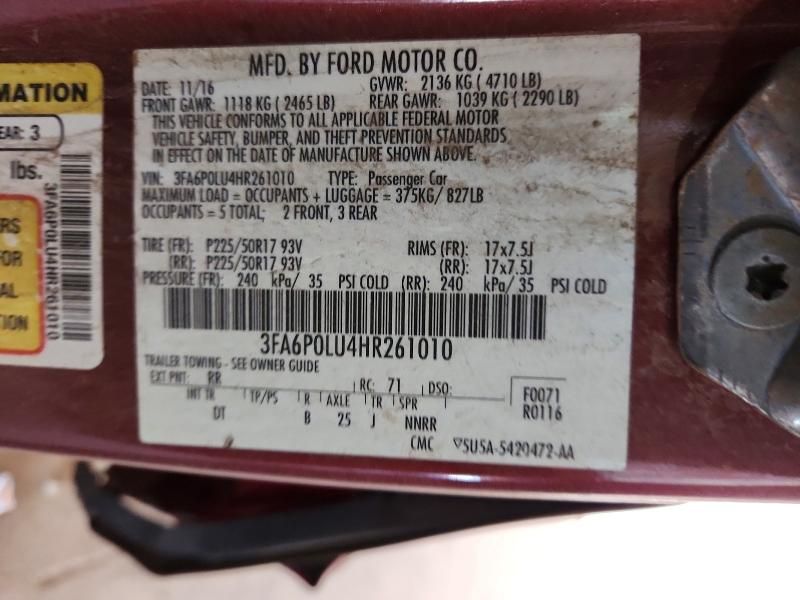 MATION
EAR: 3
lbs.
3FA6P0LU4HR261010
ERS
FOR
AL
TION
MFD. BY FORD MOTOR CO.
DATE: 11/16 GVWR: 2136 KG ( 4710 LB)
FRONT GAWR: 1118 KG ( 2465 LB) REAR GAWR: 1039 KG ( 2290 LB)
THIS VEHICLE CONFORMS TO ALL APPLICABLE FEDERAL MOTOR
VEHICLE SAFETY, BUMPER, AND THEFT PREVENTION STANDARDS
IN EFFECT ON THE DATE OF MANUFACTURE SHOWN ABOVE.
VIN: 3FA6P0LU4HR261010 TYPE: Passenger Car
MAXIMUM LOAD = OCCUPANTS + LUGGAGE = 375KG/ 827LB
OCCUPANTS = 5 TOTAL; 2 FRONT, 3 REAR
TIRE (FR): P225/50R17 93V RIMS (FR): 17x7.5J
(RR): P225/50R17 93V (RR): 17x7.5J
PRESSURE (FR): 240 kPa/ 35 PSI COLD (RR): 240 kPa/ 35 PSI COLD
3FA6P0LU4HR261010
TRAILER TOWING - SEE OWNER GUIDE
EXT PNT: RR RC: 71 DSO:
INT TR TP/PS R AXLE TR SPR
DT B 25 J NNRR
F0071
R0116
CMC 5U5A-5420472-AA